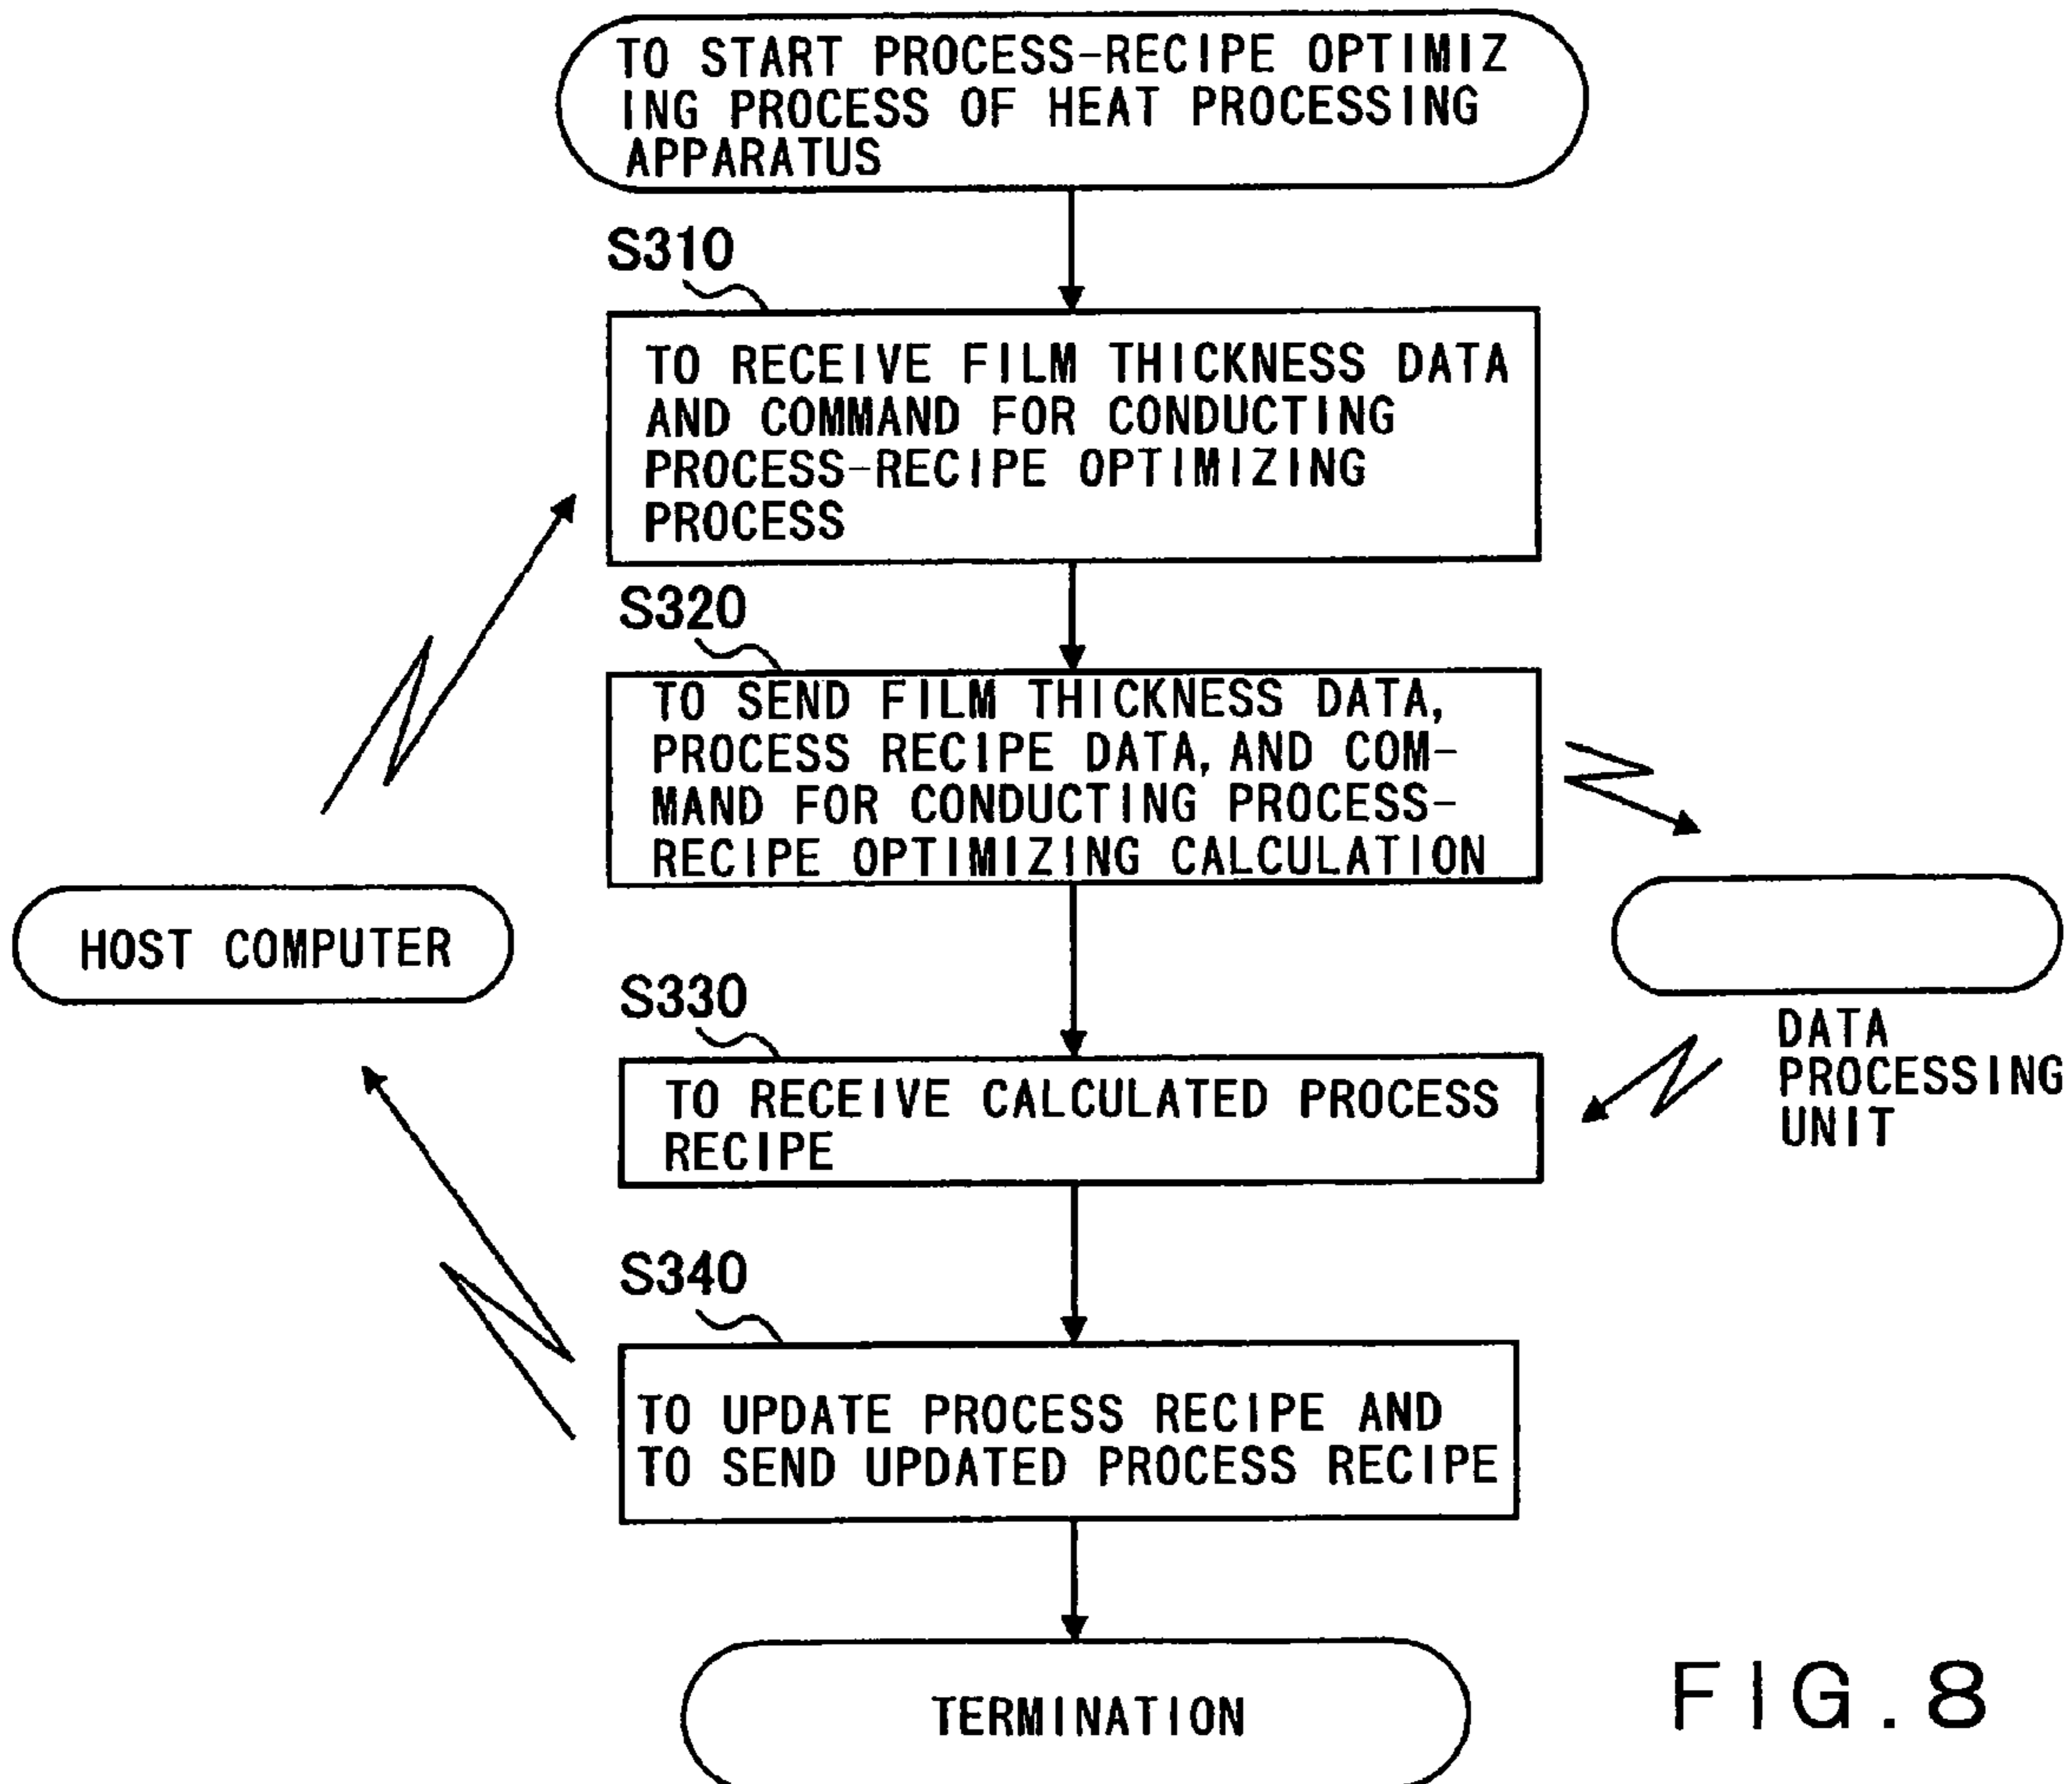 TO START PROCESS-RECIPE OPTIMIZ
ING PROCESS OF HEAT PROCESSING
APPARATUS
S310
TO RECEIVE FILM THICKNESS DATA
AND COMMAND FOR CONDUCTING
PROCESS-RECIPE OPTIMIZING
PROCESS
S320
TO SEND FILM THICKNESS DATA,
PROCESS RECIPE DATA, AND COM-
MAND FOR CONDUCTING PROCESS-
RECIPE OPTIMIZING CALCULATION
HOST COMPUTER
DATA
PROCESSING
UNIT
S330
TO RECEIVE CALCULATED PROCESS
RECIPE
S340
TO UPDATE PROCESS RECIPE AND
TO SEND UPDATED PROCESS RECIPE
TERMINATION
FIG.8